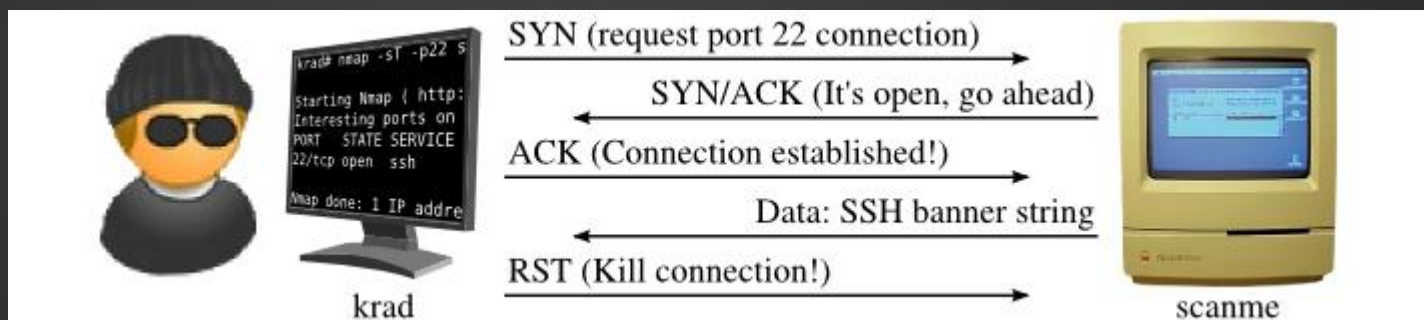 SYN (request port 22 connection)
SYN/ACK (It's open, go ahead)
ACK (Connection established!)
Data: SSH banner string
RST (Kill connection!)
krad# nmap -sT -p22 s
Starting Nmap ( http:
Interesting ports on
PORT STATE SERVICE
22/tcp open ssh
Nmap done: 1 IP addre
krad
scanme